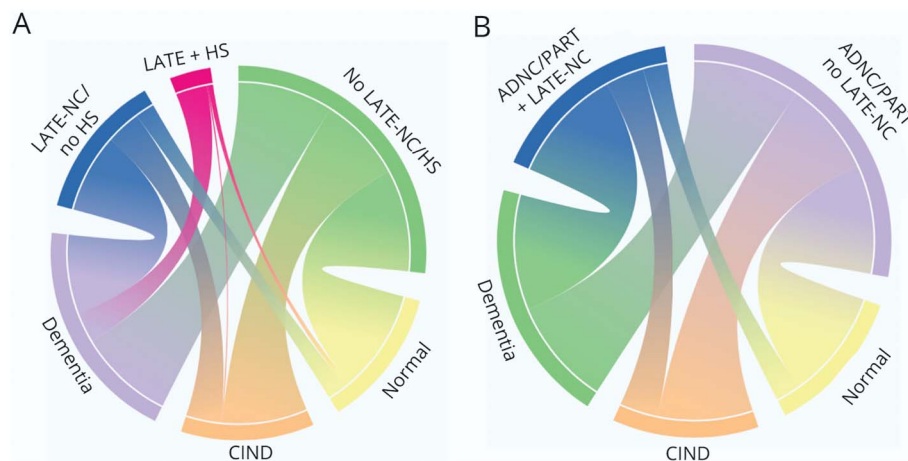 A
LATE + HS
LATE-NC/
no HS
No LATE-NC/HS
Dementia
CIND
Normal
B
ADNC/PART
+ LATE-NC
ADNC/PART
no LATE-NC
Dementia
CIND
Normal